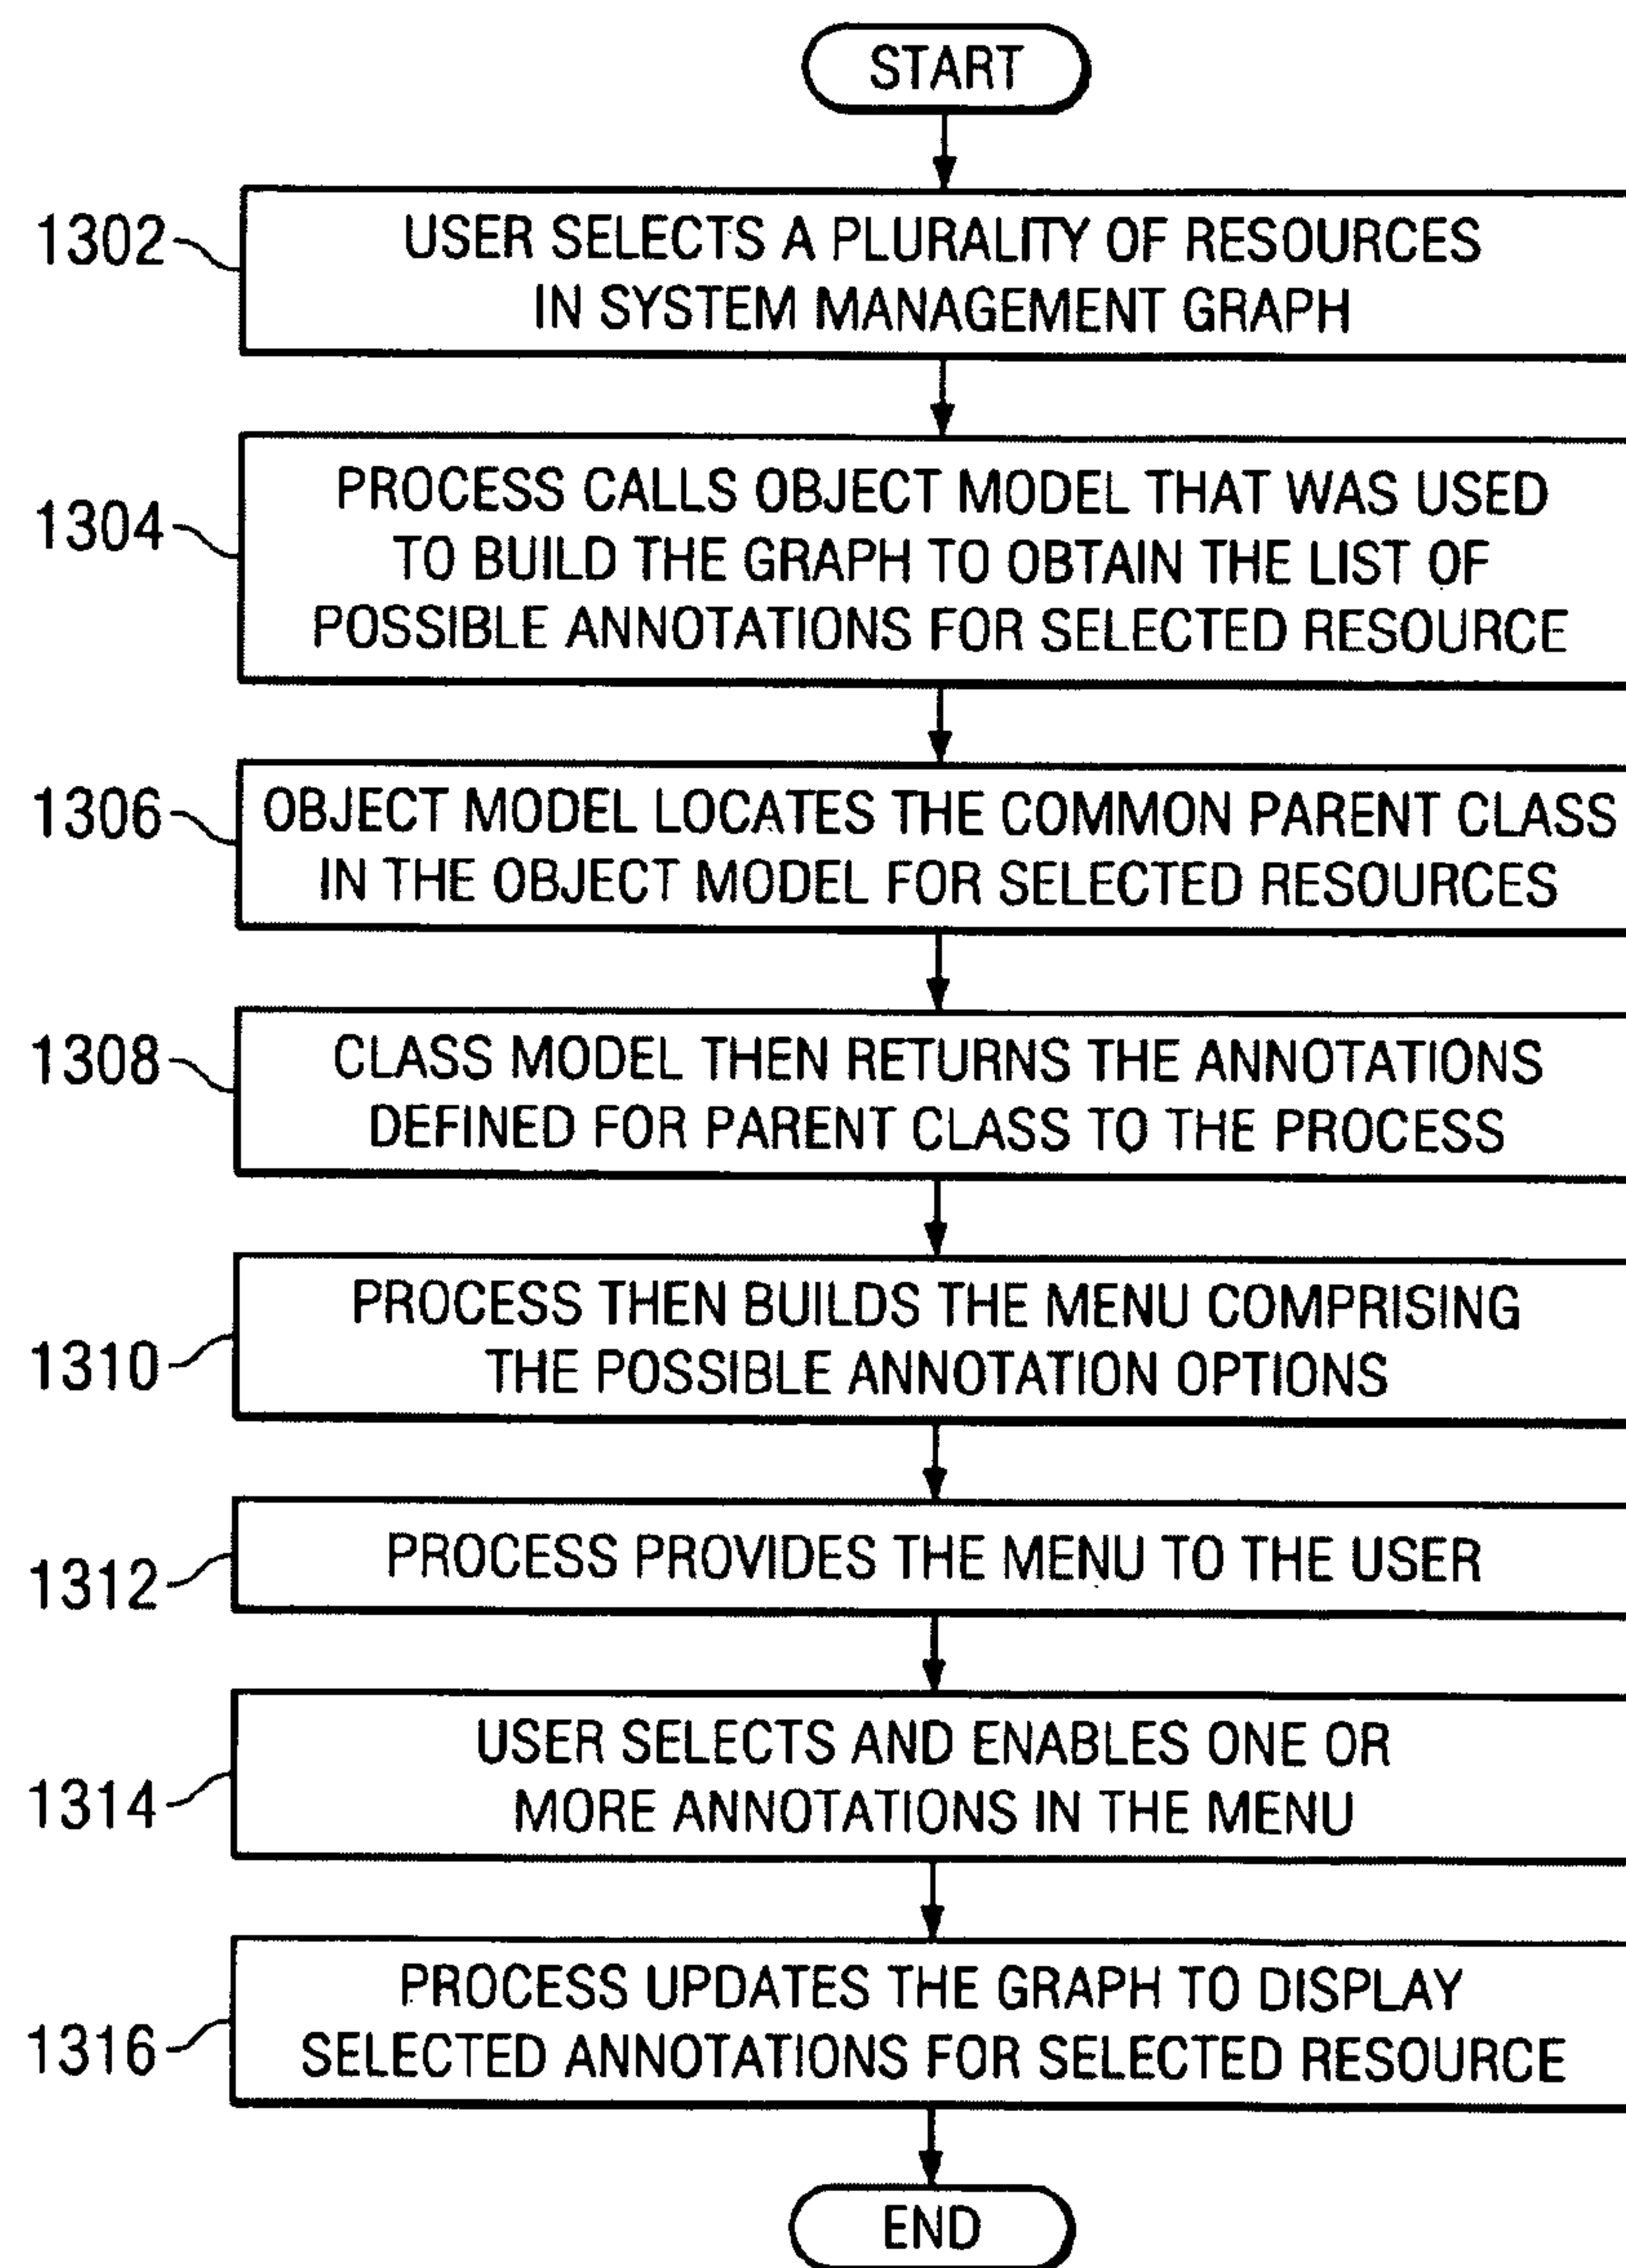 START
1302
USER SELECTS A PLURALITY OF RESOURCES
IN SYSTEM MANAGEMENT GRAPH
1304
PROCESS CALLS OBJECT MODEL THAT WAS USED
TO BUILD THE GRAPH TO OBTAIN THE LIST OF
POSSIBLE ANNOTATIONS FOR SELECTED RESOURCE
1306
OBJECT MODEL LOCATES THE COMMON PARENT CLASS
IN THE OBJECT MODEL FOR SELECTED RESOURCES
1308
CLASS MODEL THEN RETURNS THE ANNOTATIONS
DEFINED FOR PARENT CLASS TO THE PROCESS
1310
PROCESS THEN BUILDS THE MENU COMPRISING
THE POSSIBLE ANNOTATION OPTIONS
1312
PROCESS PROVIDES THE MENU TO THE USER
1314
USER SELECTS AND ENABLES ONE OR
MORE ANNOTATIONS IN THE MENU
1316
PROCESS UPDATES THE GRAPH TO DISPLAY
SELECTED ANNOTATIONS FOR SELECTED RESOURCE
END